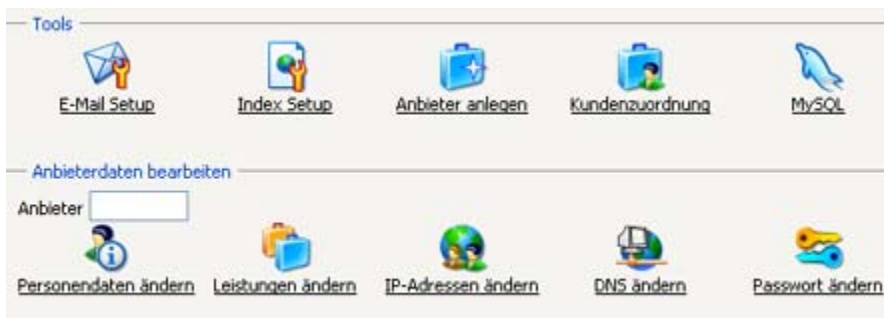 Tools
E-Mail Setup Index Setup Anbieter anlegen Kundenzuordnung MySQL
Anbieterdaten bearbeiten
Anbieter
Personendaten ändern Leistungen ändern IP-Adressen ändern DNS ändern Passwort ändern